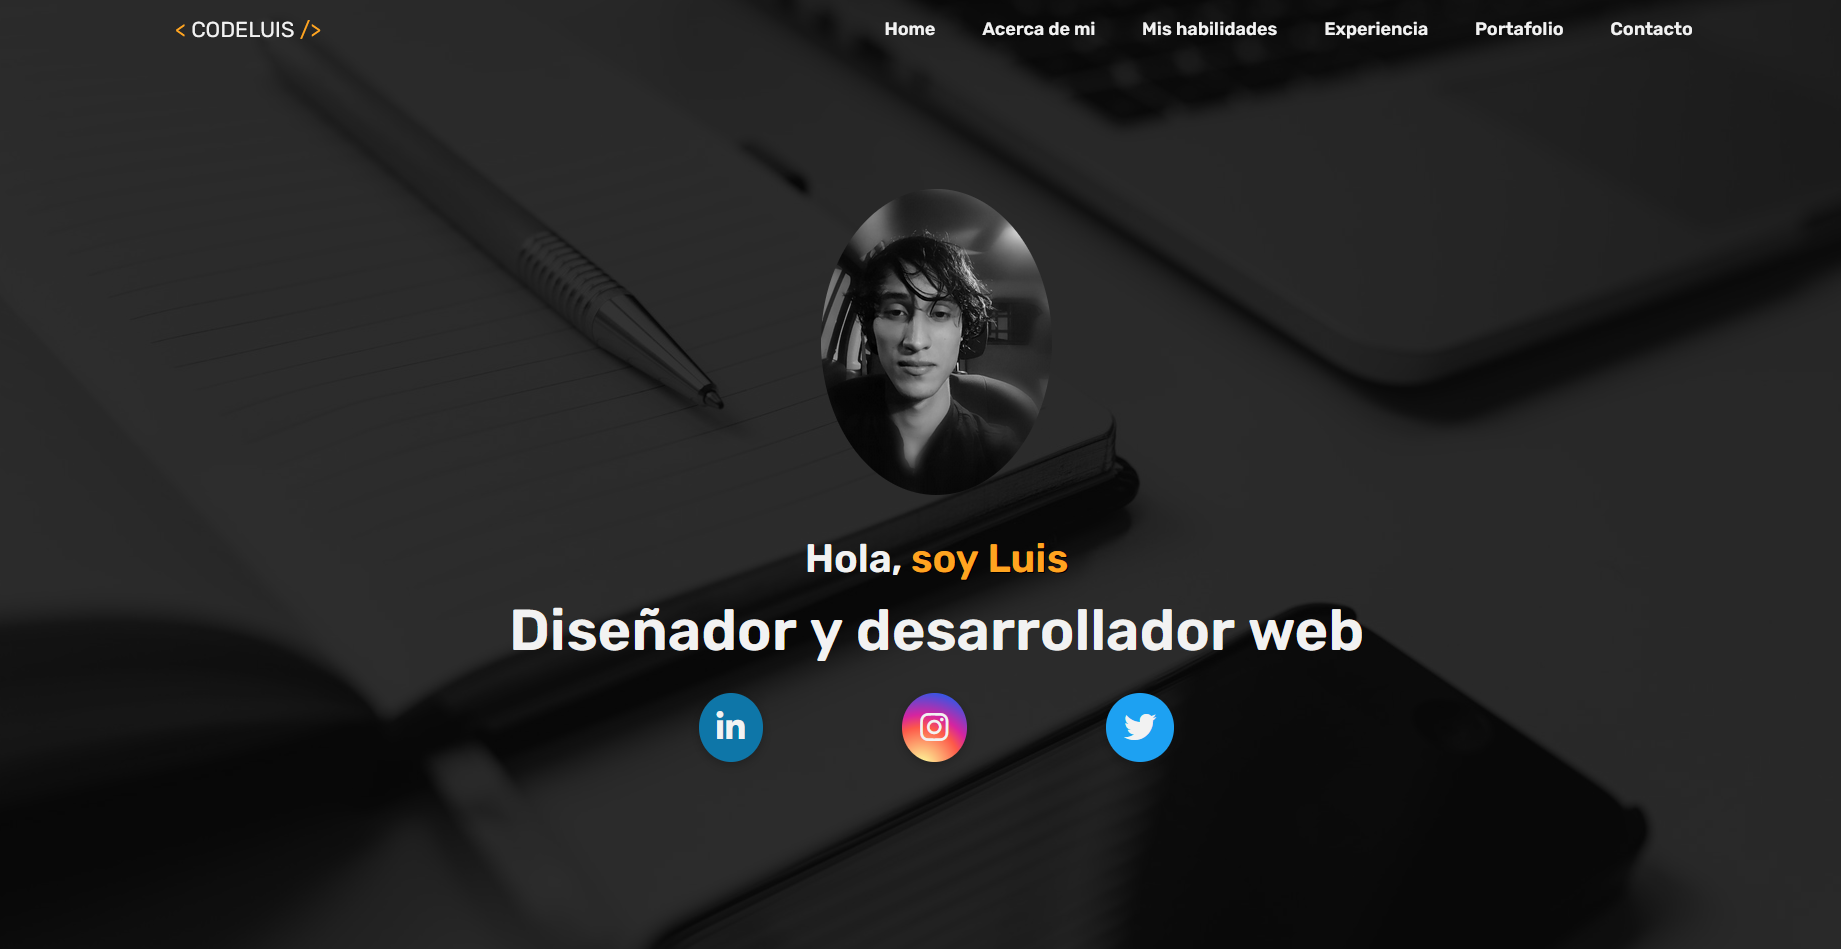 < CODELUIS />
Home Acerca de mi Mis habilidades Experiencia Portafolio Contacto
Hola, soy Luis
Diseñador y desarrollador web
in